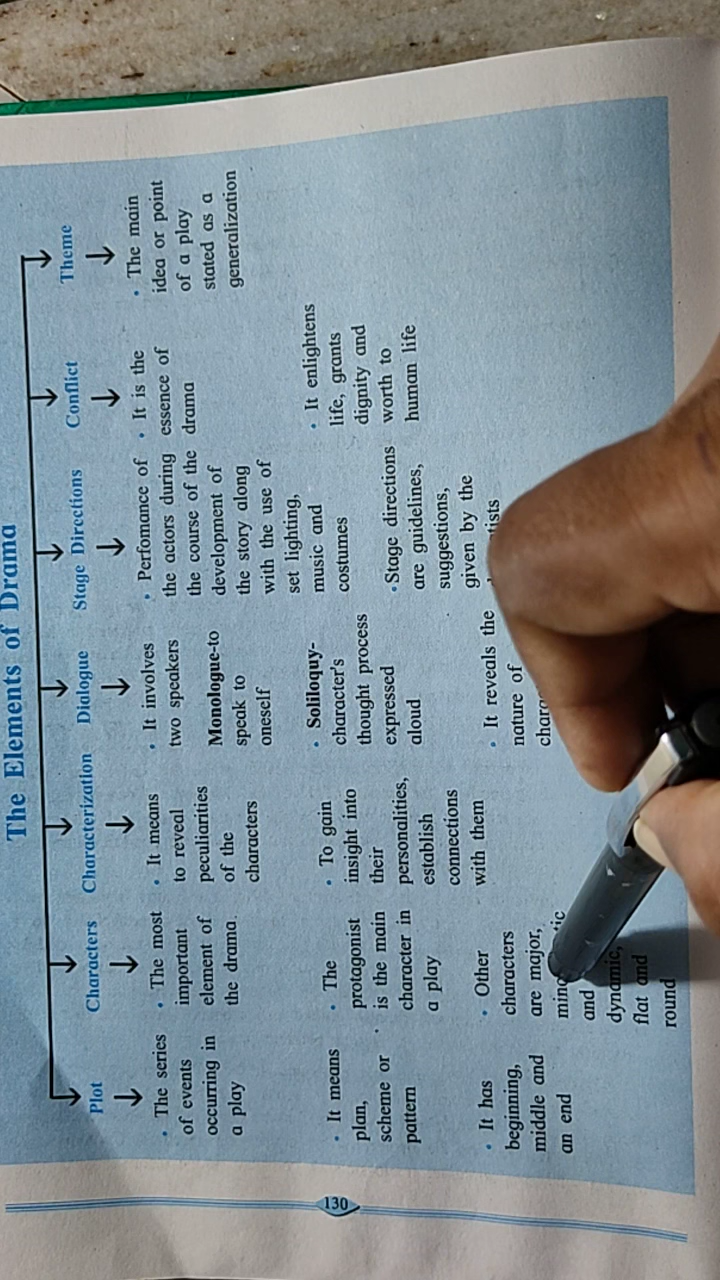 The Elements of Drama
Plot
• The series
of events
occurring in
a play
• It means
plan,
scheme or
pattern
• It has
beginning,
middle and
an end
Characters
• The most
important
element of
the drama.
• The
protagonist
is the main
character in
a play
• Other
characters
are major,
and
dynamic,
flat and
round
Characterization
• It means
to reveal
peculiarities
of the
characters
• To gain
insight into
their
personalities,
establish
connections
with them
Dialogue
• It involves
two speakers
Monologue-to
speak to
oneself
• Soliloquy-
character's
thought process
expressed
aloud
• It reveals the
nature of
Stage Directions
• Perfomance of
the actors during
the course of the
development of
the story along
with the use of
set lighting,
music and
costumes
• Stage directions
are guidelines,
suggestions,
given by the
Conflict
• It is the
essence of
drama
• It enlightens
life, grants
dignity and
worth to
human life
Theme
• The main
idea or point
of a play
stated as a
generalization
130